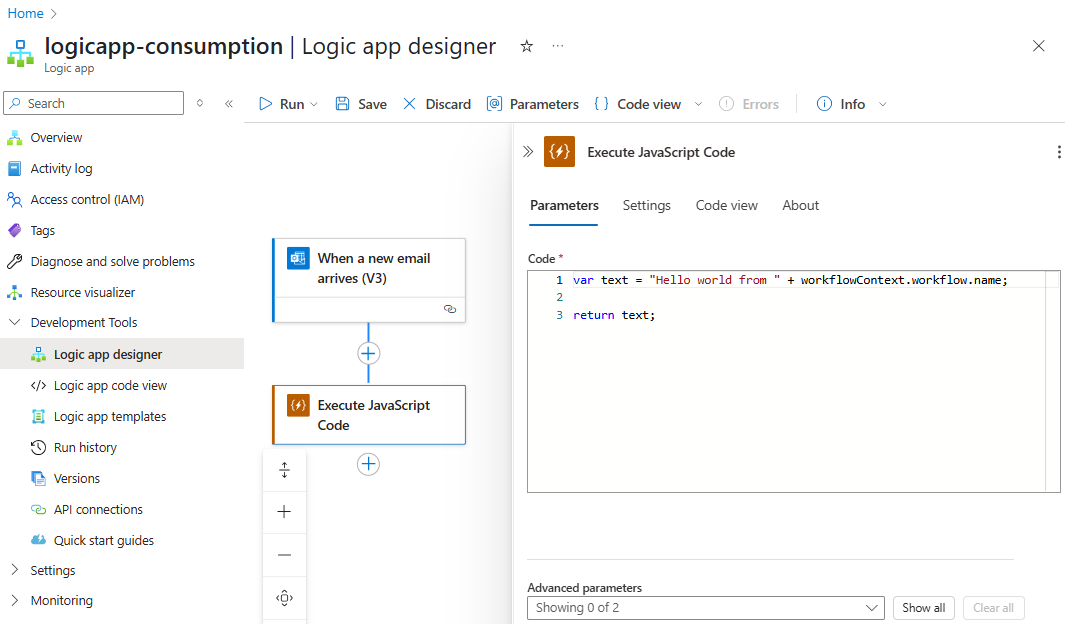 Home
logicapp-consumption | Logic app designer
Logic app
Search
Run
Save
Discard
Parameters
Code view
Errors
Info
Overview
Activity log
Access control (IAM)
Tags
Diagnose and solve problems
Resource visualizer
Development Tools
Logic app designer
Logic app code view
Logic app templates
Run history
Versions
API connections
Quick start guides
Settings
Monitoring
When a new email
arrives (V3)
Execute JavaScript
Code
Execute JavaScript Code
Parameters
Settings
Code view
About
Code *
1 var text = "Hello world from " + workflowContext.workflow.name;
2
3 return text;
Advanced parameters
Showing 0 of 2
Show all
Clear all